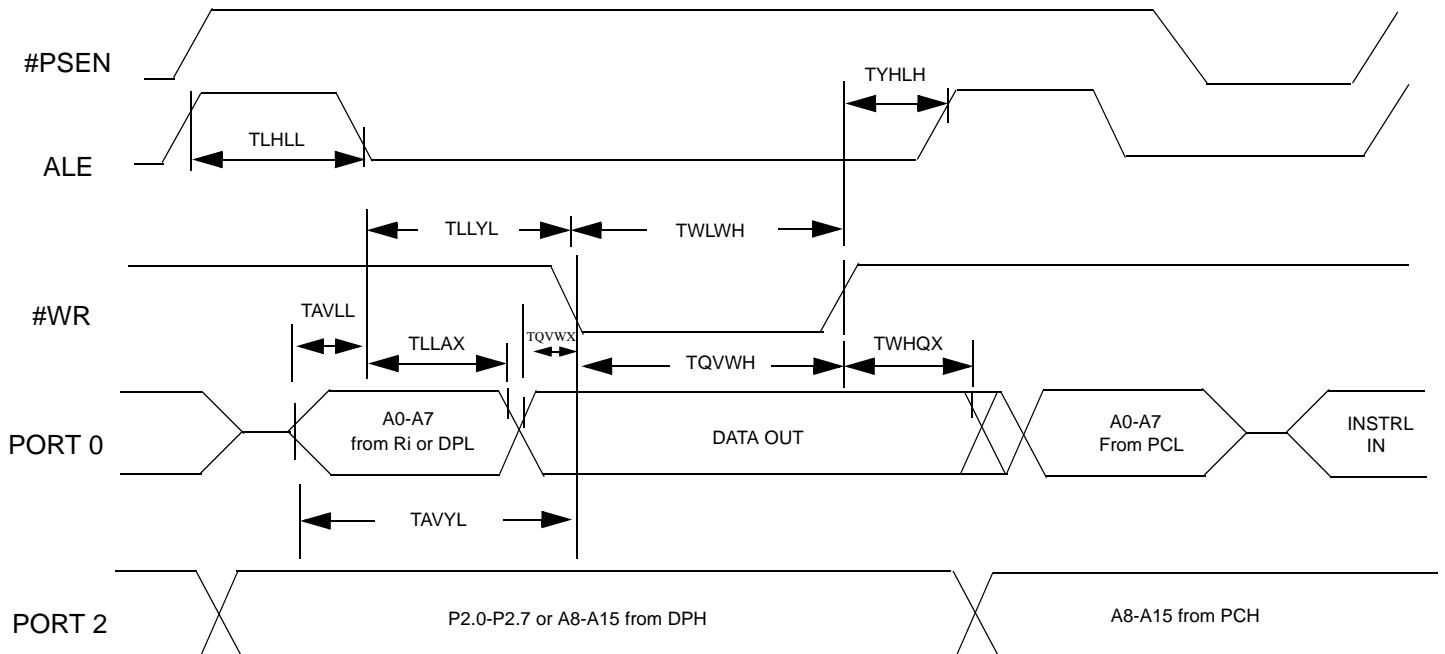 #PSEN
TYHLH
TLHLL
ALE
TLLYL
TWLWH
#WR
TAVLL
TLLAX
TQVWX
TQVWH
TWHQX
PORT 0
A0-A7
from Ri or DPL
DATA OUT
A0-A7
From PCL
INSTRL
IN
TAVYL
PORT 2
P2.0-P2.7 or A8-A15 from DPH
A8-A15 from PCH